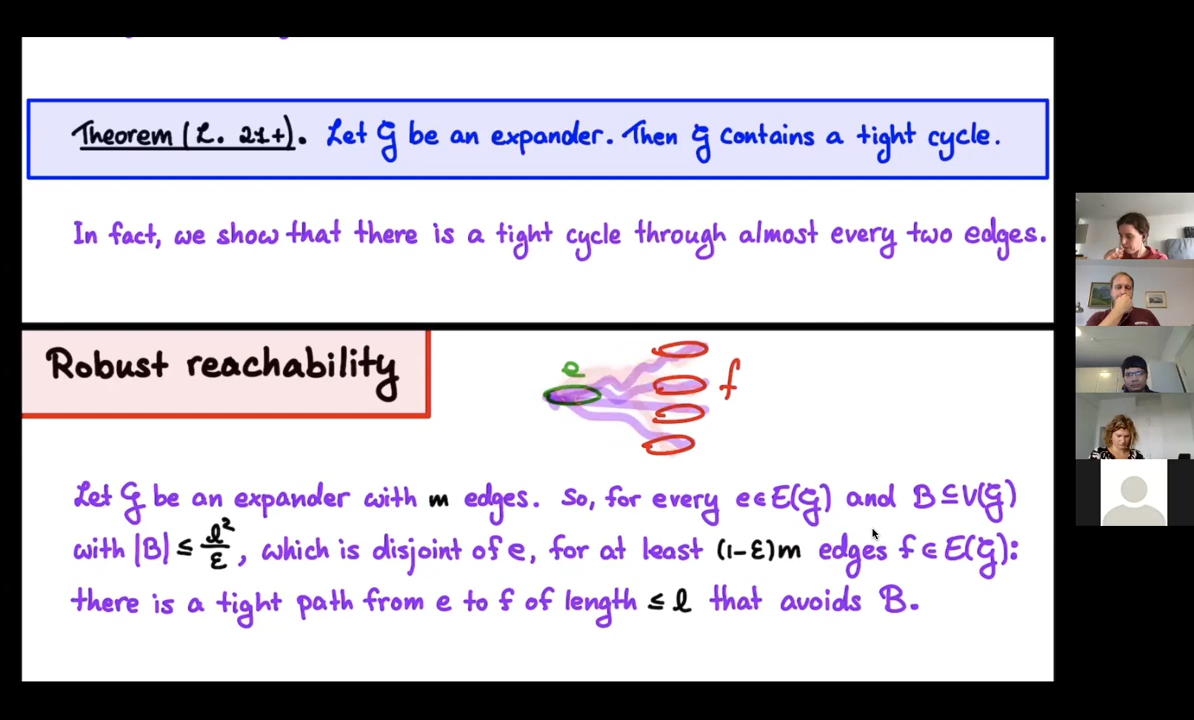 Theorem (L. 21+). Let G be an expander. Then G contains a tight cycle.
In fact, we show that there is a tight cycle through almost every two edges.
Robust reachability
e
f
Let G be an expander with m edges. So, for every e∈E(G) and B⊆V(G)
with |B| ≤ ℓ²/ε, which is disjoint of e, for at least (1-ε)m edges f∈E(G):
there is a tight path from e to f of length ≤ ℓ that avoids B.